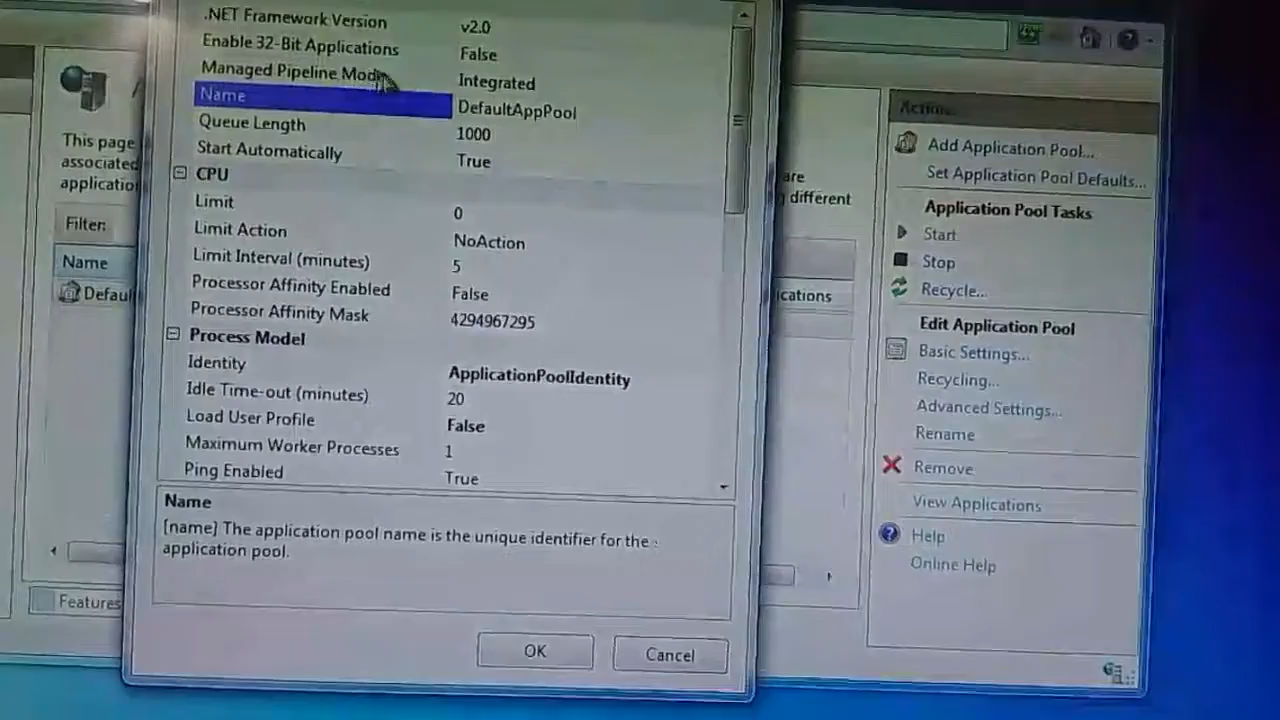 .NET Framework Version v2.0
Enable 32-Bit Applications False
Managed Pipeline Mode Integrated
Name DefaultAppPool
Queue Length 1000
Start Automatically True
CPU
Limit 0
Limit Action NoAction
Limit Interval (minutes) 5
Processor Affinity Enabled False
Processor Affinity Mask 4294967295
Process Model
Identity ApplicationPoolIdentity
Idle Time-out (minutes) 20
Load User Profile False
Maximum Worker Processes 1
Ping Enabled True
Name
[name] The application pool name is the unique identifier for the
application pool.
OK Cancel
This page
associated
applicatio
Filter:
Name
Defaul
Features
are
different
ications
Add Application Pool...
Set Application Pool Defaults...
Application Pool Tasks
Start
Stop
Recycle...
Edit Application Pool
Basic Settings...
Recycling...
Advanced Settings...
Rename
Remove
View Applications
Help
Online Help